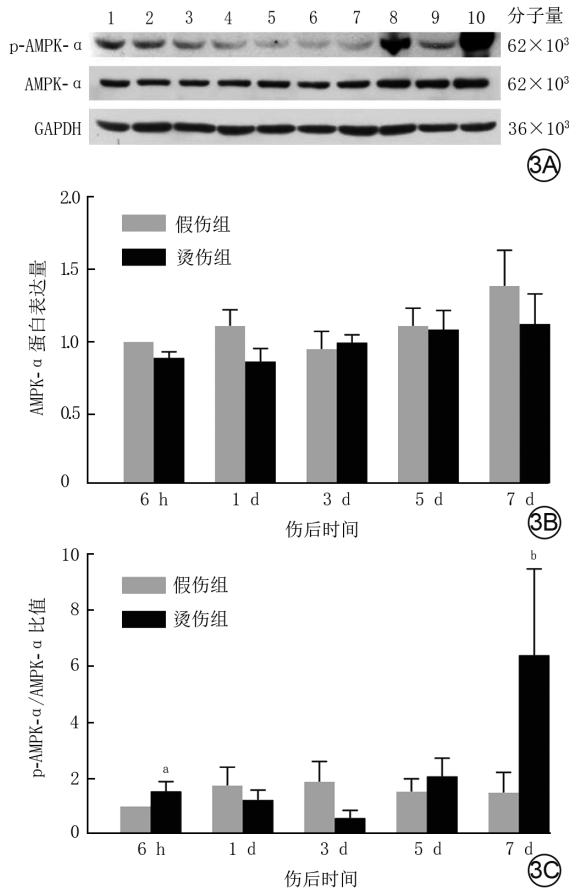 1 2 3 4 5 6 7 8 9 10 分子量
p-AMPK-α 62×10³
AMPK-α 62×10³
GAPDH 36×10³
3A
2.0
假伤组
烫伤组
1.5
1.0
0.5
0
AMPK-α 蛋白表达量
6 h 1 d 3 d 5 d 7 d
伤后时间
3B
10
b
假伤组
烫伤组
8
6
4
2
a
0
p-AMPK-α/AMPK-α 比值
6 h 1 d 3 d 5 d 7 d
伤后时间
3C